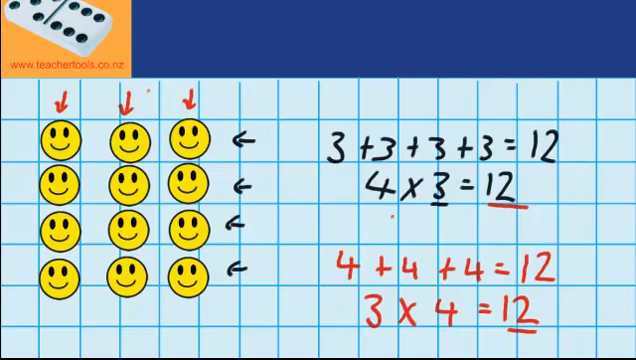 www.teachertools.co.nz
3 + 3 + 3 + 3 = 12
4 x 3 = 12
4 + 4 + 4 = 12
3 x 4 = 12